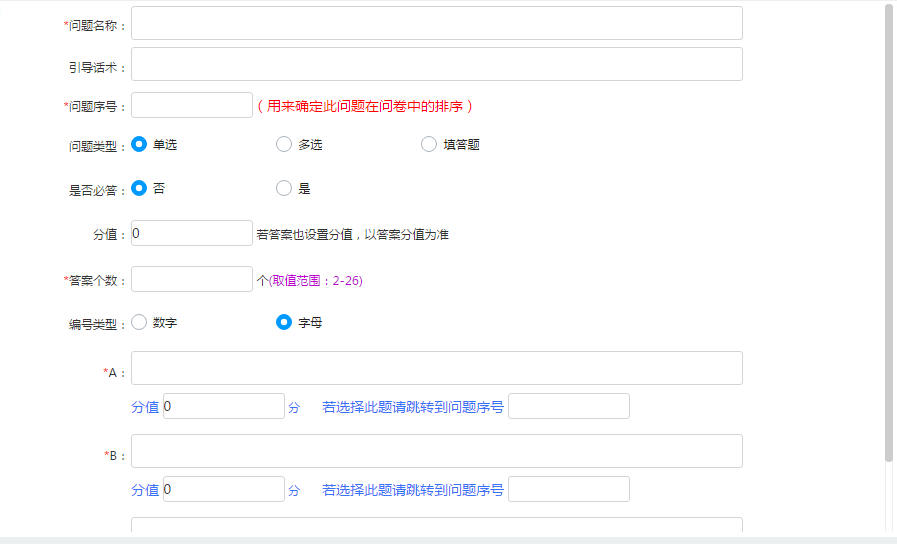 *问题名称：
引导话术：
*问题序号： （用来确定此问题在问卷中的排序）
问题类型： 单选 多选 填答题
是否必答： 否 是
分值： 0 若答案也设置分值，以答案分值为准
*答案个数： 个(取值范围：2-26)
编号类型： 数字 字母
*A：
分值 0 分 若选择此题请跳转到问题序号
*B：
分值 0 分 若选择此题请跳转到问题序号